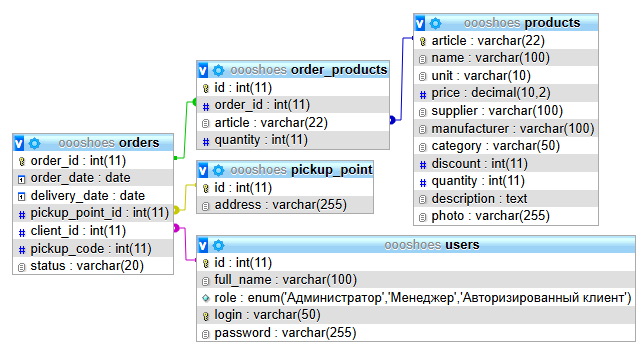 oooshoes products
article : varchar(22)
name : varchar(100)
unit : varchar(10)
price : decimal(10,2)
supplier : varchar(100)
manufacturer : varchar(100)
category : varchar(50)
discount : int(11)
quantity : int(11)
description : text
photo : varchar(255)
oooshoes order_products
id : int(11)
order_id : int(11)
article : varchar(22)
quantity : int(11)
oooshoes orders
order_id : int(11)
order_date : date
delivery_date : date
pickup_point_id : int(11)
client_id : int(11)
pickup_code : int(11)
status : varchar(20)
oooshoes pickup_point
id : int(11)
address : varchar(255)
oooshoes users
id : int(11)
full_name : varchar(100)
role : enum('Администратор','Менеджер','Авторизированный клиент')
login : varchar(50)
password : varchar(255)